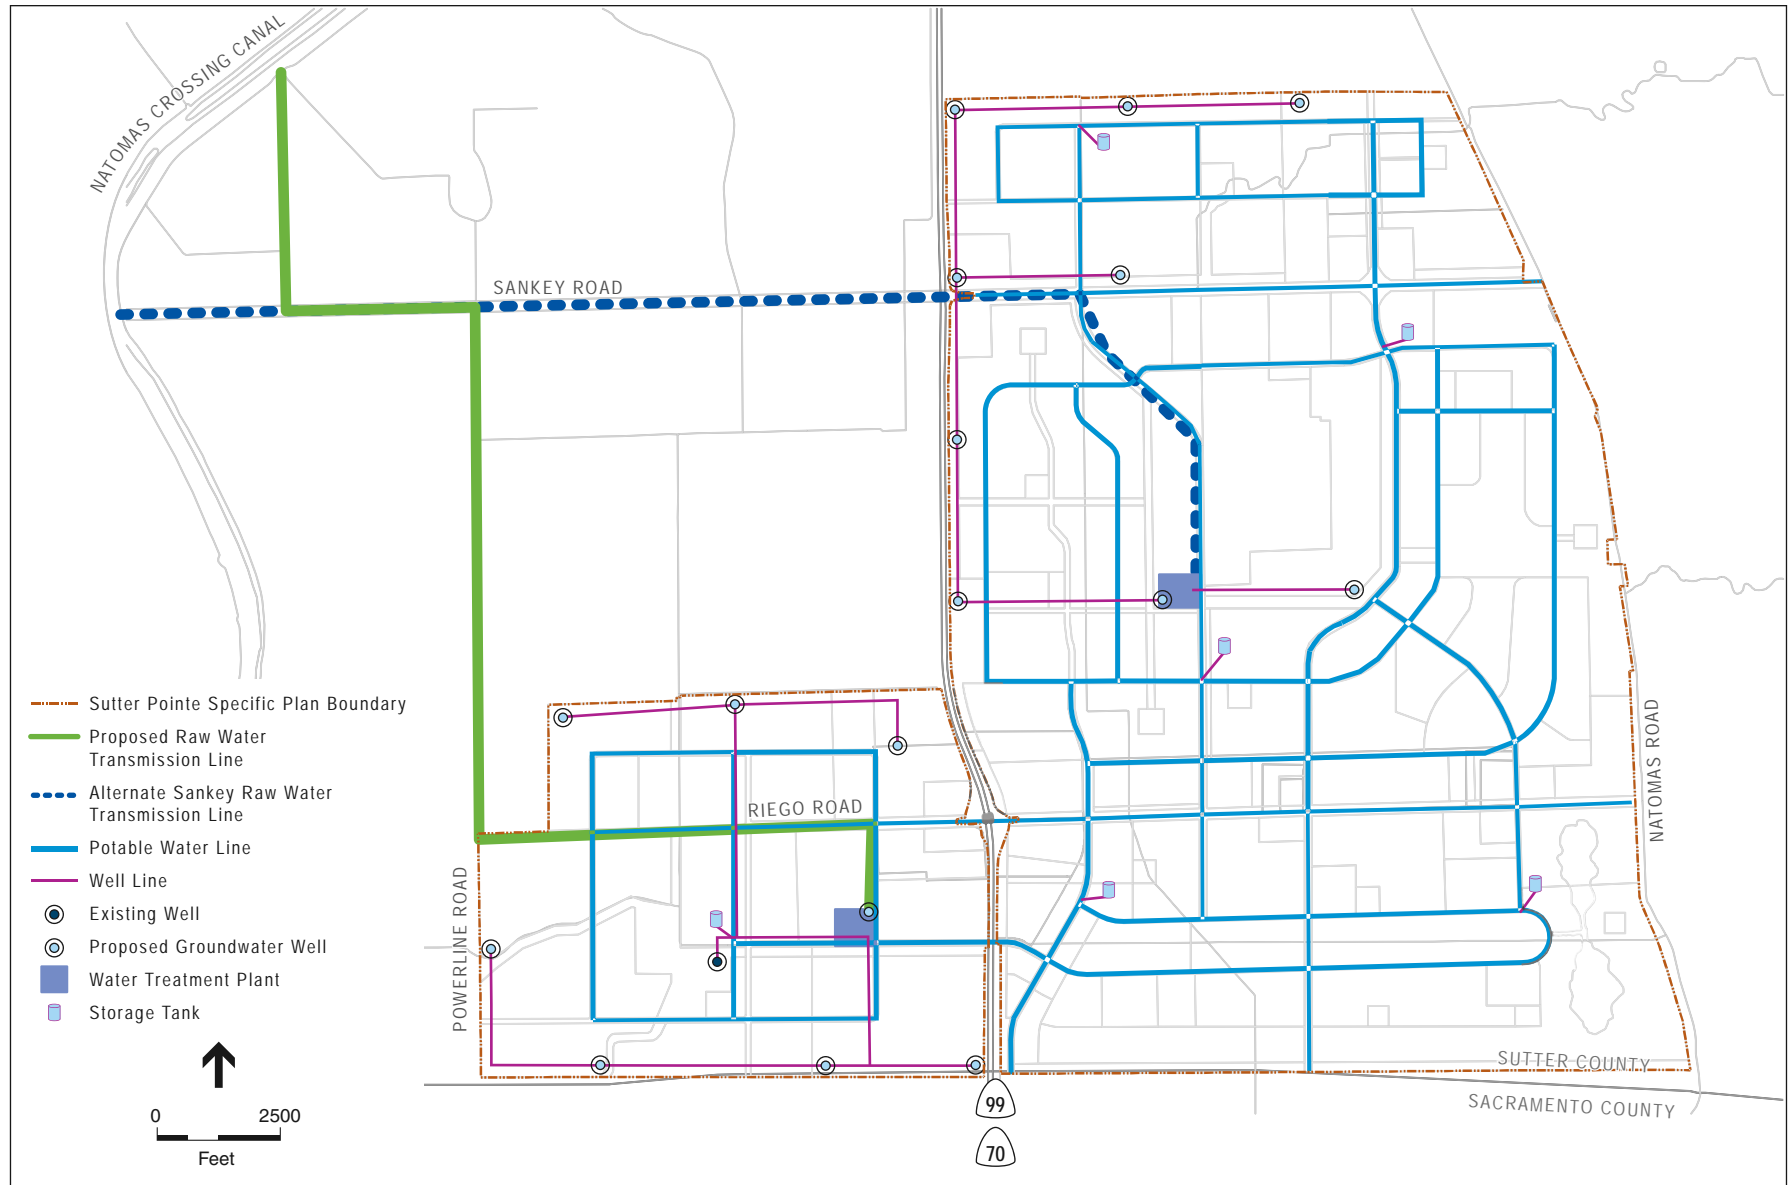 NATOMAS CROSSING CANAL
SANKEY ROAD
Sutter Pointe Specific Plan Boundary
Proposed Raw Water
Transmission Line
Alternate Sankey Raw Water
Transmission Line
Potable Water Line
Well Line
Existing Well
Proposed Groundwater Well
Water Treatment Plant
Storage Tank
0 2500
Feet
POWERLINE ROAD
RIEGO ROAD
NATOMAS ROAD
SUTTER COUNTY
SACRAMENTO COUNTY
99
70